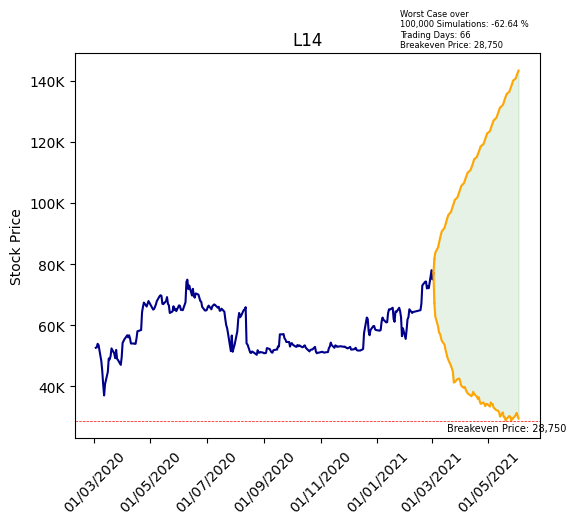 Worst Case over
100,000 Simulations: -62.64 %
Trading Days: 66
Breakeven Price: 28,750
L14
140K
120K
100K
80K
60K
40K
Stock Price
Breakeven Price: 28,750
01/03/2020
01/05/2020
01/07/2020
01/09/2020
01/11/2020
01/01/2021
01/03/2021
01/05/2021